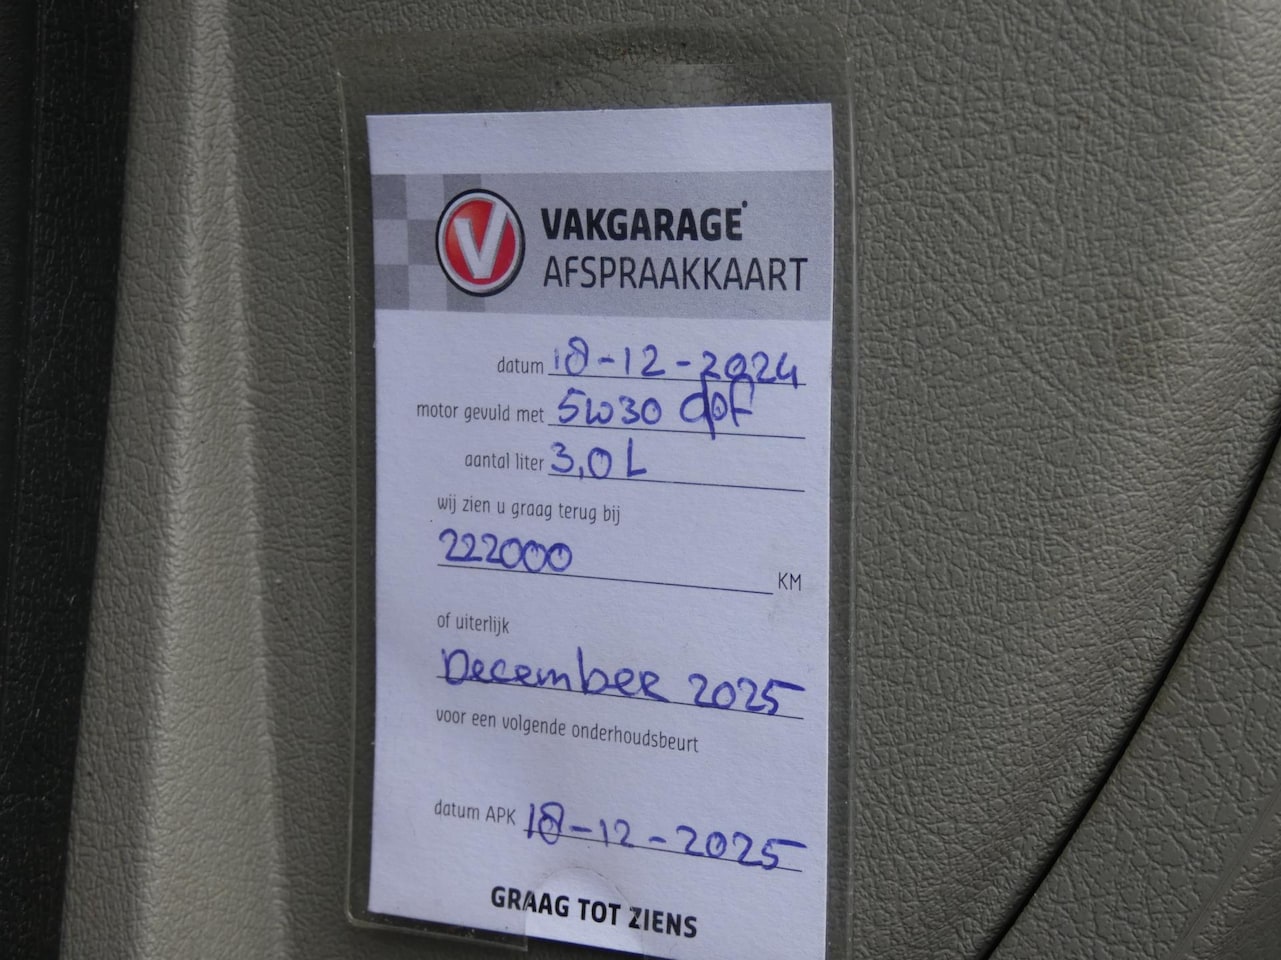 V
VAKGARAGE
AFSPRAAKKAART
datum 18-12-2024
motor gevuld met 5w30 dpf
aantal liter 3,0 L
wij zien u graag terug bij
222000 KM
of uiterlijk
December 2025
voor een volgende onderhoudsbeurt
datum APK 18-12-2025
GRAAG TOT ZIENS